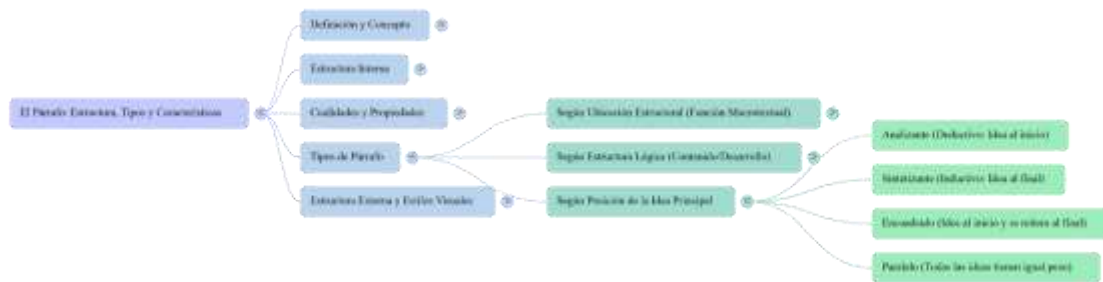 Definición y Concepto
Estructura Interna
El Párrafo: Estructura, Tipos y Características
Cualidades y Propiedades
Tipos de Párrafo
Estructura Externa y Estilos Visuales
Según Ubicación Estructural (Función Macrotextual)
Según Estructura Lógica (Contenido/Desarrollo)
Según Posición de la Idea Principal
Analizante (Deductivo: Idea al inicio)
Sintetizante (Inductivo: Idea al final)
Encuadrado (Idea al inicio y se reitera al final)
Paralelo (Todas las ideas tienen igual peso)